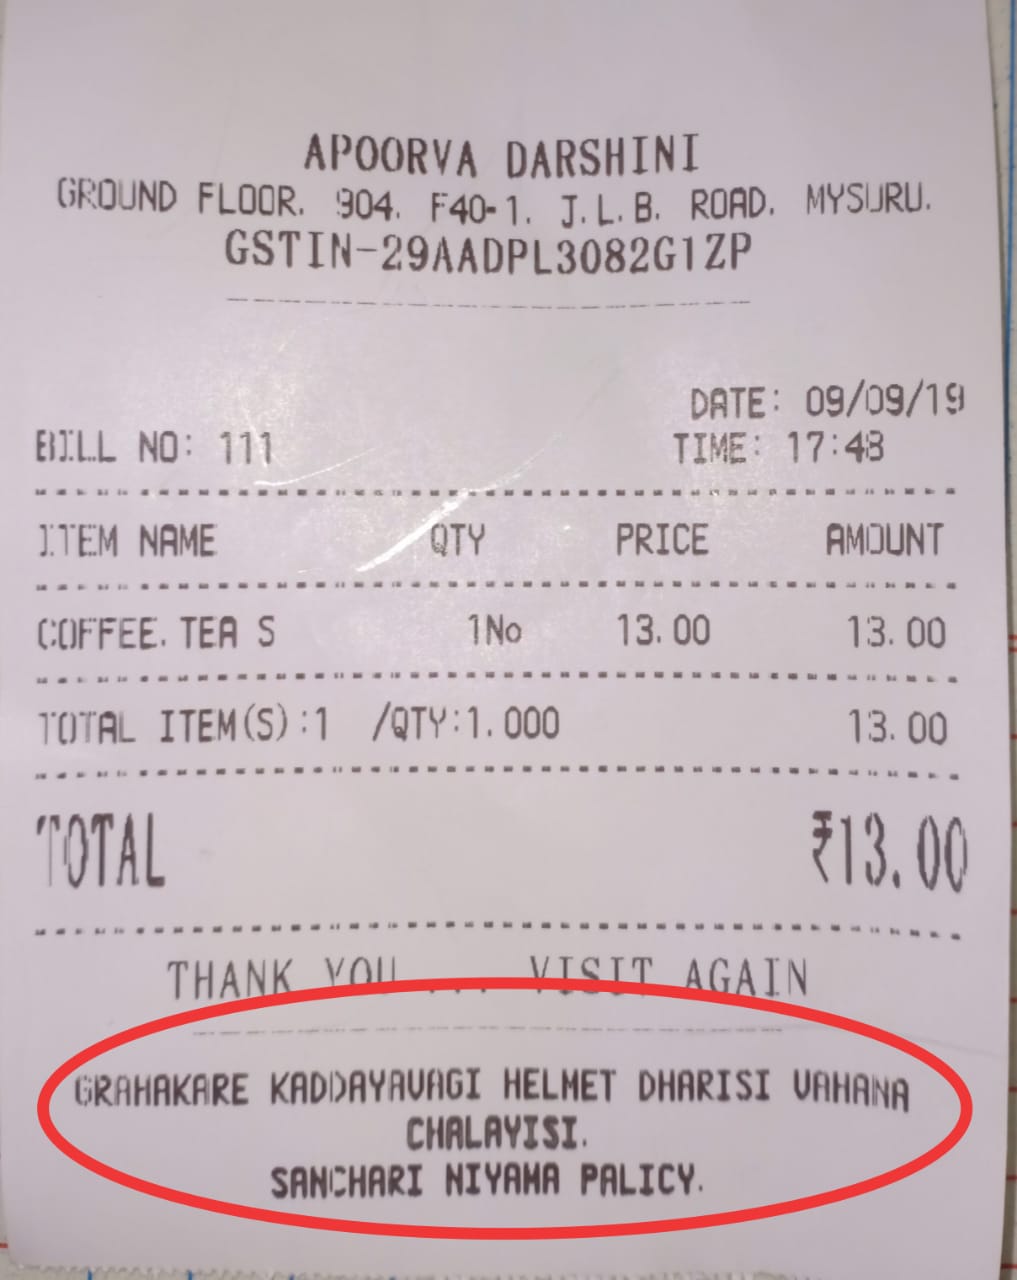 APOORVA DARSHINI
GROUND FLOOR. 904. F40-1. J.L.B. ROAD. MYSURU.
GSTIN-29AADPL3082G1ZP
DATE: 09/09/19
BILL NO: 111 TIME: 17:48
ITEM NAME QTY PRICE AMOUNT
COFFEE. TEA S 1No 13.00 13.00
TOTAL ITEM(S):1 /QTY:1.000 13.00
TOTAL ₹13.00
THANK YOU ... VISIT AGAIN
GRAHAKARE KADDAYAVAGI HELMET DHARISI VAHANA
CHALAYISI.
SANCHARI NIYAMA PALICY.